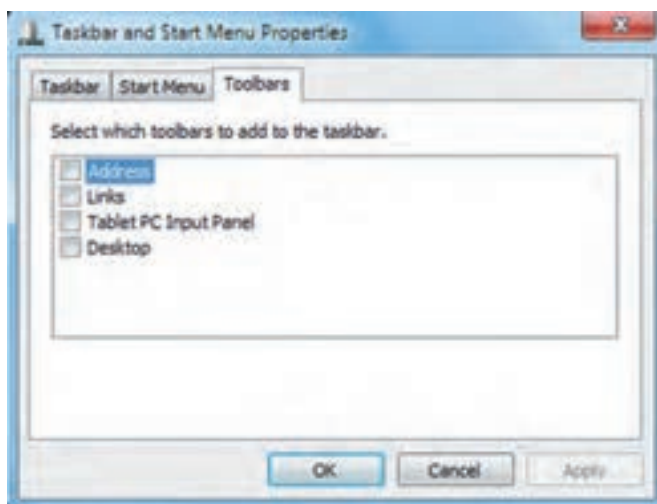 Taskbar and Start Menu Properties
Taskbar Start Menu Toolbars
Select which toolbars to add to the taskbar.
Address
Links
Tablet PC Input Panel
Desktop
OK Cancel Apply